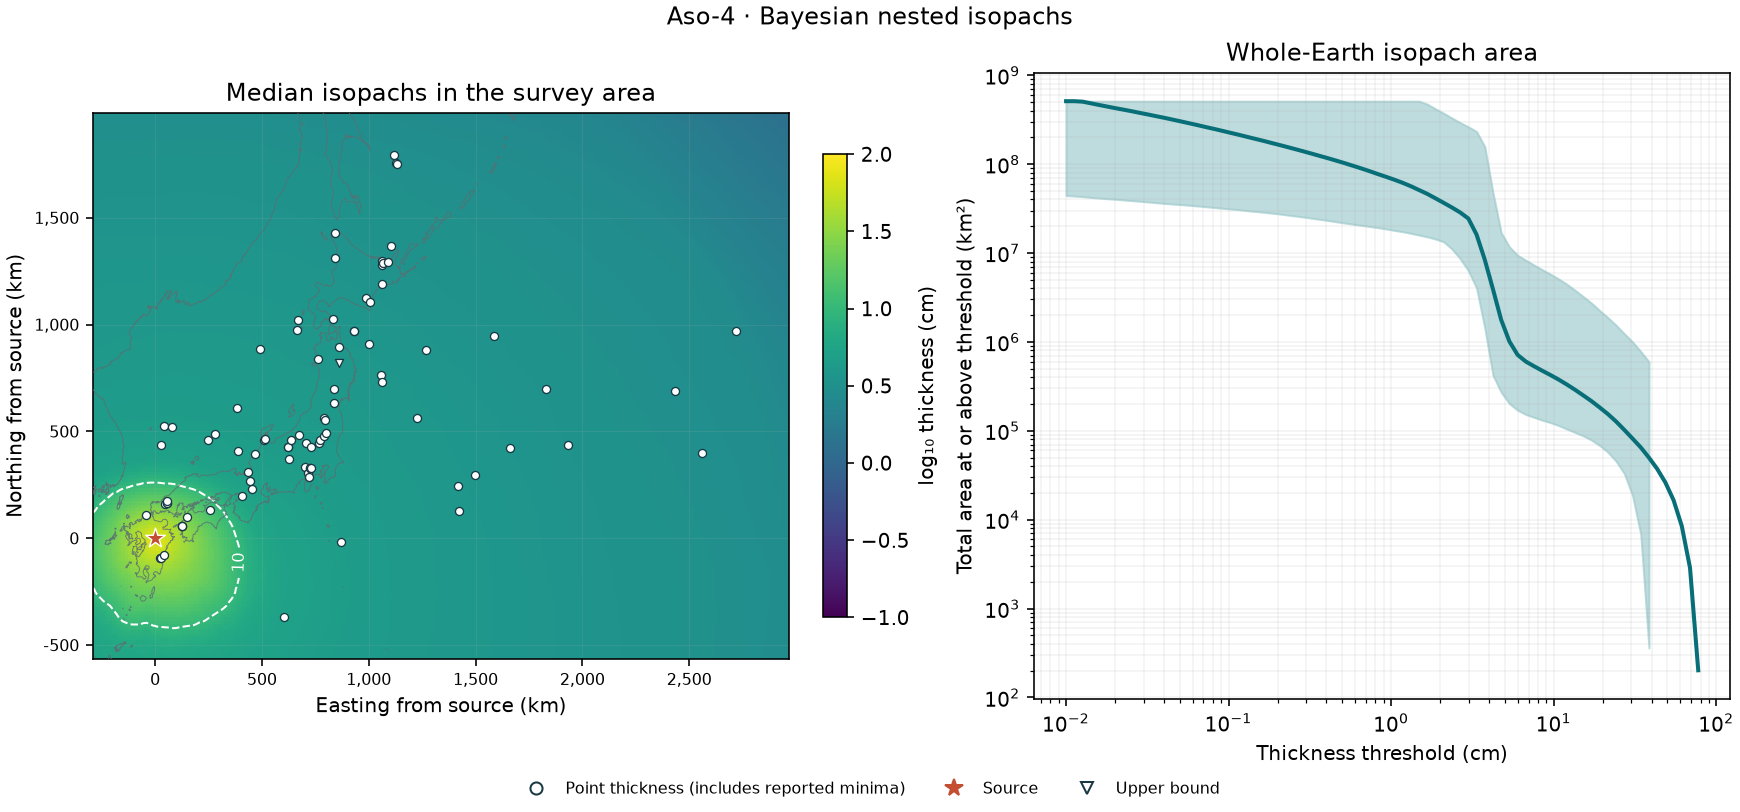 Aso-4 · Bayesian nested isopachs
Median isopachs in the survey area
Northing from source (km)
1,500
1,000
500
0
-500
0
500
1,000
1,500
2,000
2,500
Easting from source (km)
10
2.0
1.5
1.0
0.5
0.0
−0.5
−1.0
log₁₀ thickness (cm)
Whole-Earth isopach area
Total area at or above threshold (km²)
10⁹
10⁸
10⁷
10⁶
10⁵
10⁴
10³
10²
10⁻²
10⁻¹
10⁰
10¹
10²
Thickness threshold (cm)
Point thickness (includes reported minima)
Source
Upper bound